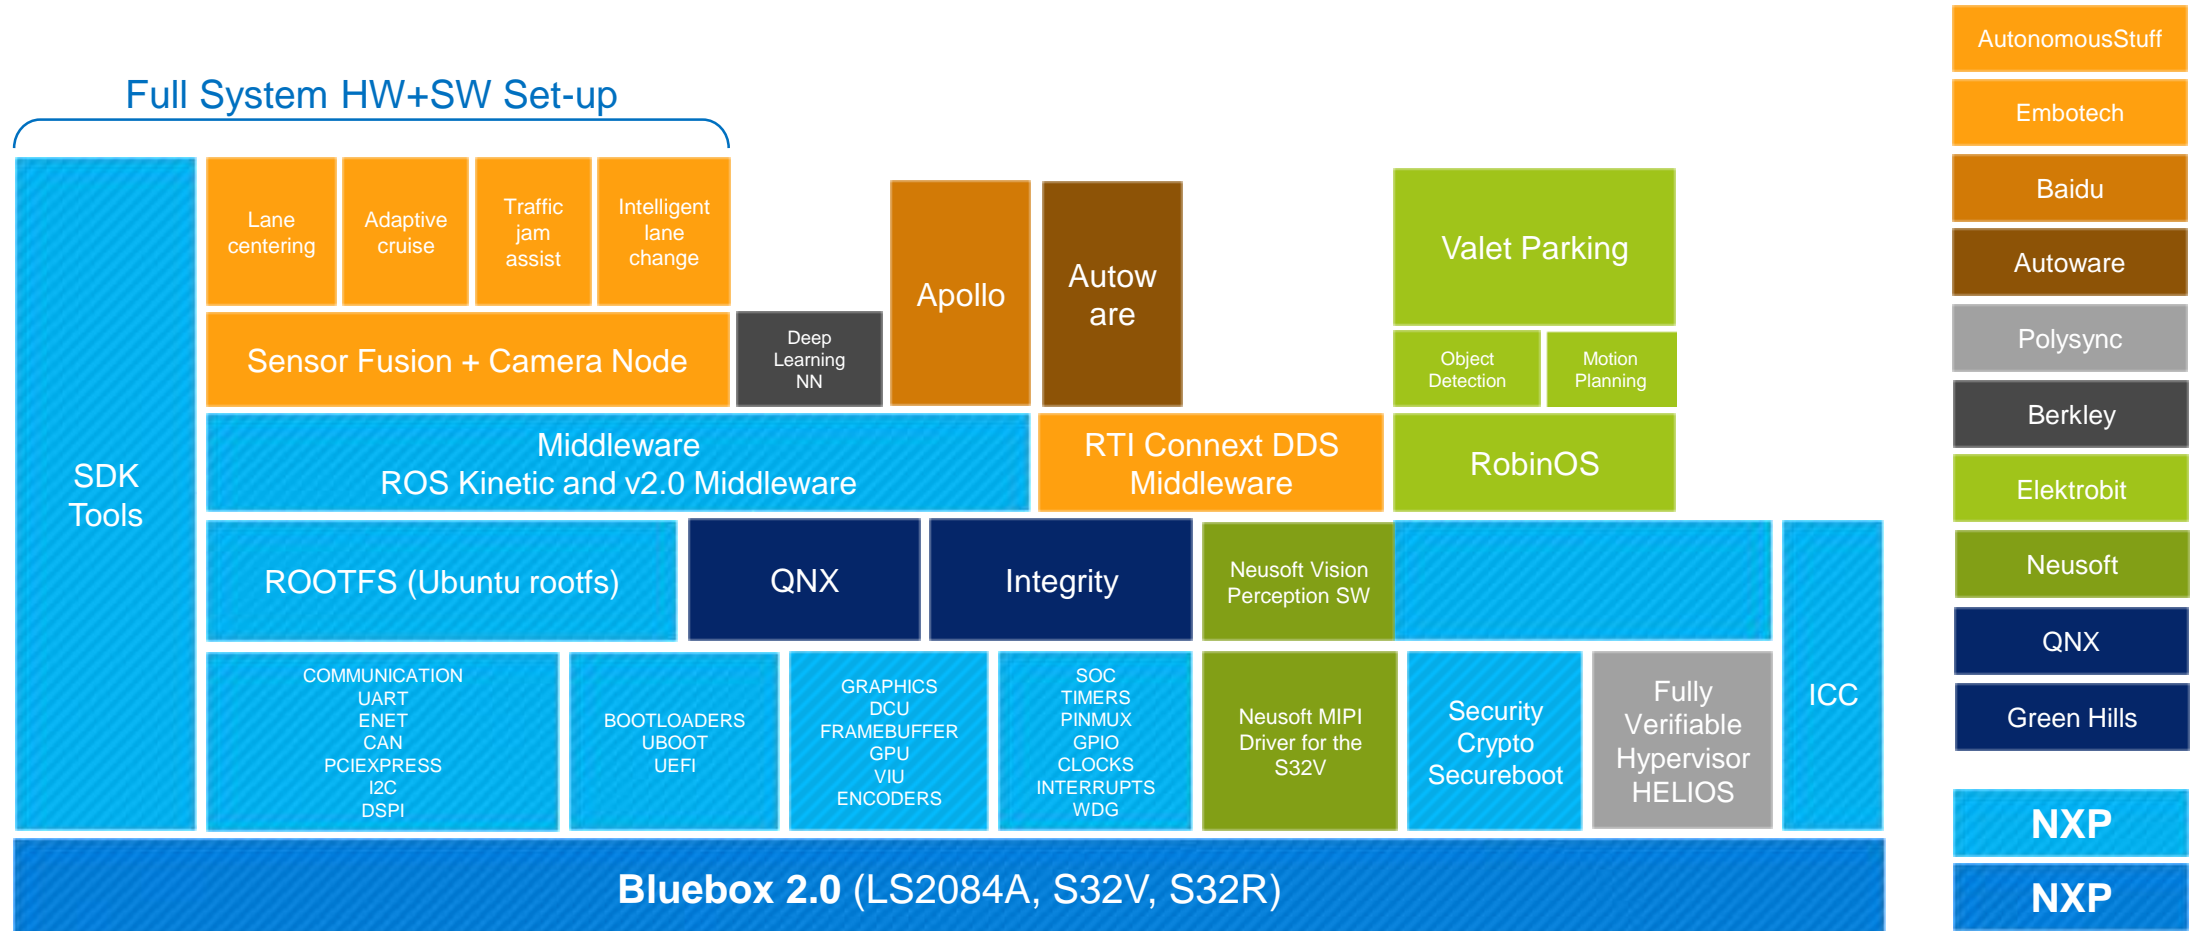 Full System HW+SW Set-up
SDK
Tools
Lane
centering
Adaptive
cruise
Traffic
jam
assist
Intelligent
lane
change
Sensor Fusion + Camera Node
Deep
Learning
NN
Apollo
Autow
are
Valet Parking
Object
Detection
Motion
Planning
Middleware
ROS Kinetic and v2.0 Middleware
RTI Connext DDS
Middleware
RobinOS
ROOTFS (Ubuntu rootfs)
QNX
Integrity
Neusoft Vision
Perception SW
COMMUNICATION
UART
ENET
CAN
PCIEXPRESS
I2C
DSPI
BOOTLOADERS
UBOOT
UEFI
GRAPHICS
DCU
FRAMEBUFFER
GPU
VIU
ENCODERS
SOC
TIMERS
PINMUX
GPIO
CLOCKS
INTERRUPTS
WDG
Neusoft MIPI
Driver for the
S32V
Security
Crypto
Secureboot
Fully
Verifiable
Hypervisor
HELIOS
ICC
Bluebox 2.0 (LS2084A, S32V, S32R)
AutonomousStuff
Embotech
Baidu
Autoware
Polysync
Berkley
Elektrobit
Neusoft
QNX
Green Hills
NXP
NXP